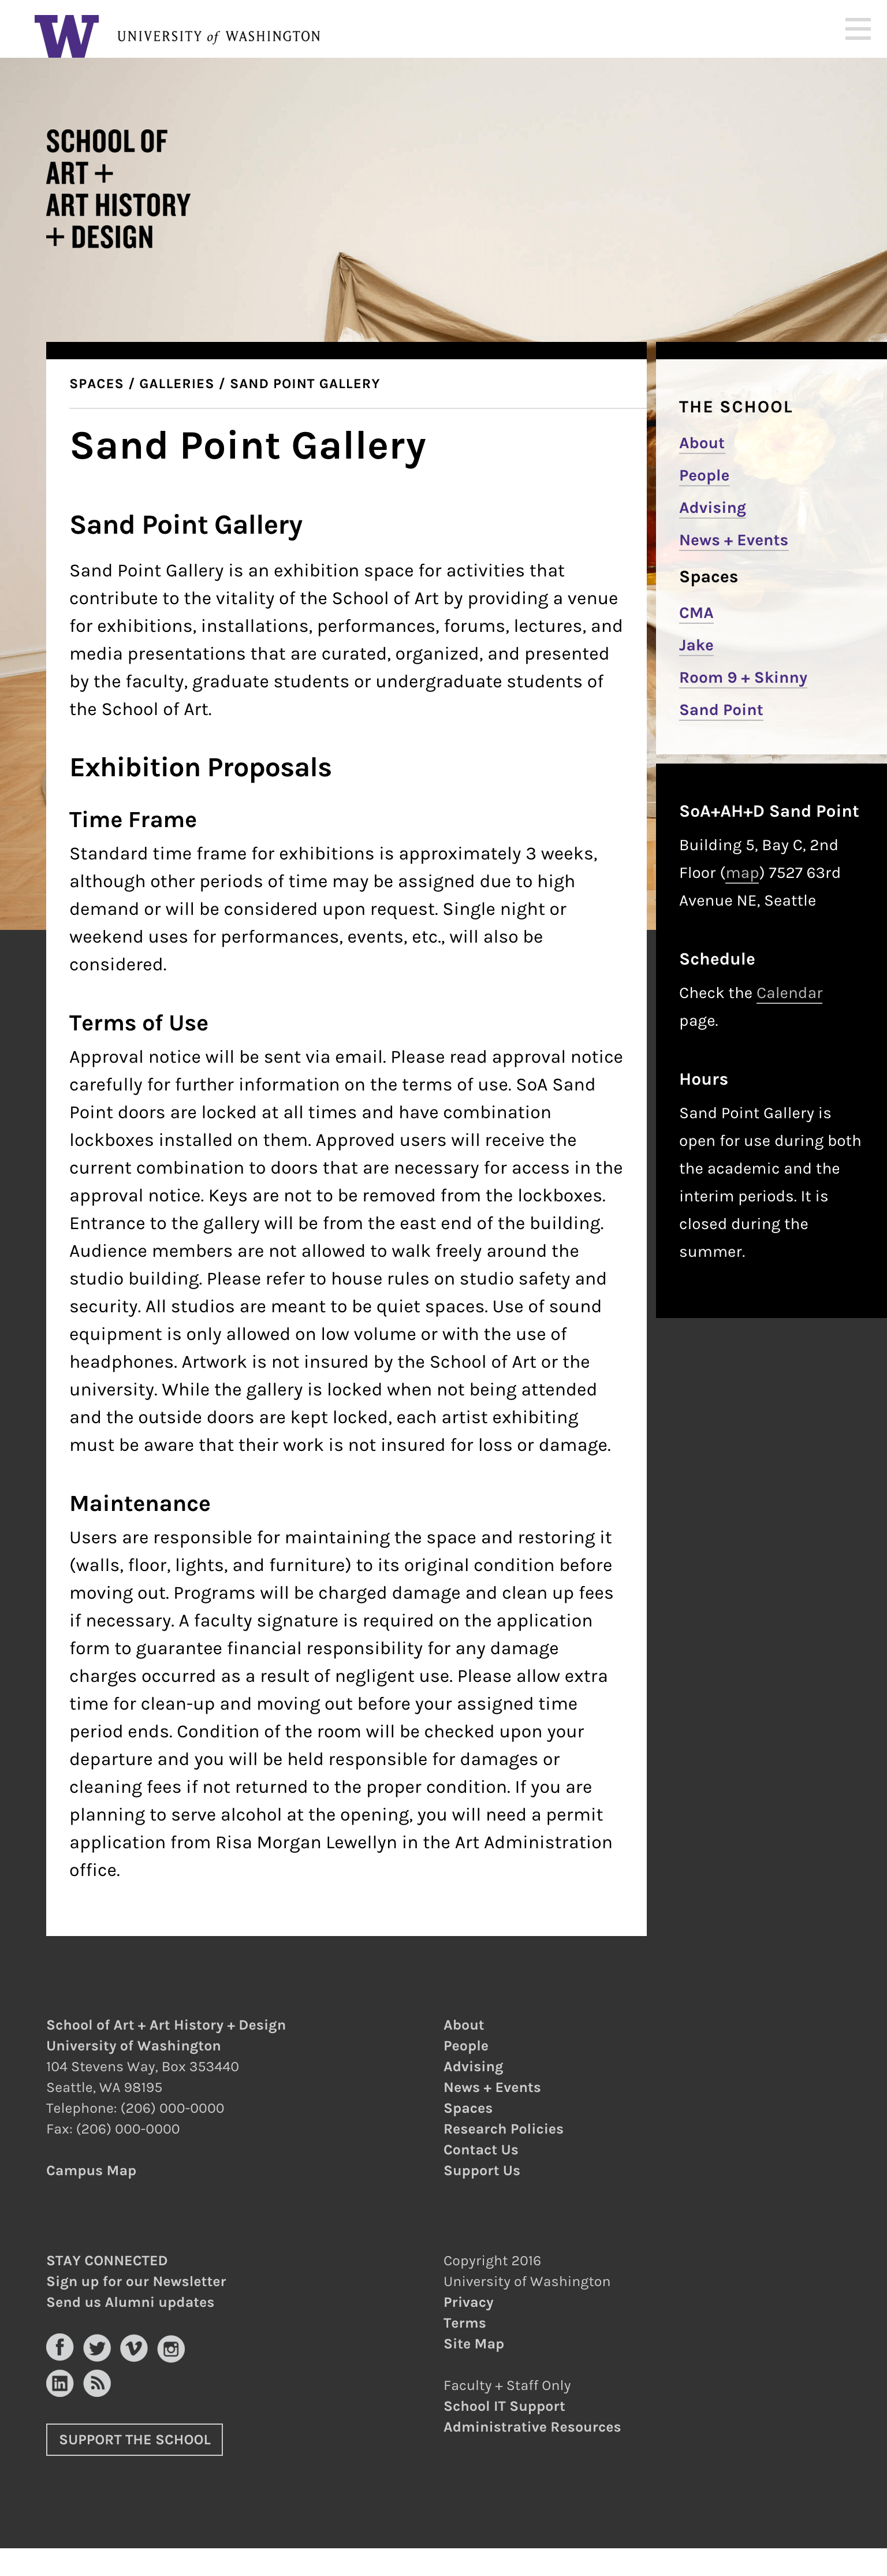 W UNIVERSITY of WASHINGTON
SCHOOL OF
ART +
ART HISTORY
+ DESIGN
SPACES / GALLERIES / SAND POINT GALLERY
Sand Point Gallery
Sand Point Gallery
Sand Point Gallery is an exhibition space for activities that
contribute to the vitality of the School of Art by providing a venue
for exhibitions, installations, performances, forums, lectures, and
media presentations that are curated, organized, and presented
by the faculty, graduate students or undergraduate students of
the School of Art.
Exhibition Proposals
Time Frame
Standard time frame for exhibitions is approximately 3 weeks,
although other periods of time may be assigned due to high
demand or will be considered upon request. Single night or
weekend uses for performances, events, etc., will also be
considered.
Terms of Use
Approval notice will be sent via email. Please read approval notice
carefully for further information on the terms of use. SoA Sand
Point doors are locked at all times and have combination
lockboxes installed on them. Approved users will receive the
current combination to doors that are necessary for access in the
approval notice. Keys are not to be removed from the lockboxes.
Entrance to the gallery will be from the east end of the building.
Audience members are not allowed to walk freely around the
studio building. Please refer to house rules on studio safety and
security. All studios are meant to be quiet spaces. Use of sound
equipment is only allowed on low volume or with the use of
headphones. Artwork is not insured by the School of Art or the
university. While the gallery is locked when not being attended
and the outside doors are kept locked, each artist exhibiting
must be aware that their work is not insured for loss or damage.
Maintenance
Users are responsible for maintaining the space and restoring it
(walls, floor, lights, and furniture) to its original condition before
moving out. Programs will be charged damage and clean up fees
if necessary. A faculty signature is required on the application
form to guarantee financial responsibility for any damage
charges occurred as a result of negligent use. Please allow extra
time for clean-up and moving out before your assigned time
period ends. Condition of the room will be checked upon your
departure and you will be held responsible for damages or
cleaning fees if not returned to the proper condition. If you are
planning to serve alcohol at the opening, you will need a permit
application from Risa Morgan Lewellyn in the Art Administration
office.
THE SCHOOL
About
People
Advising
News + Events
Spaces
CMA
Jake
Room 9 + Skinny
Sand Point
SoA+AH+D Sand Point
Building 5, Bay C, 2nd
Floor (map) 7527 63rd
Avenue NE, Seattle
Schedule
Check the Calendar
page.
Hours
Sand Point Gallery is
open for use during both
the academic and the
interim periods. It is
closed during the
summer.
School of Art + Art History + Design
University of Washington
104 Stevens Way, Box 353440
Seattle, WA 98195
Telephone: (206) 000-0000
Fax: (206) 000-0000
Campus Map
About
People
Advising
News + Events
Spaces
Research Policies
Contact Us
Support Us
STAY CONNECTED
Sign up for our Newsletter
Send us Alumni updates
SUPPORT THE SCHOOL
Copyright 2016
University of Washington
Privacy
Terms
Site Map
Faculty + Staff Only
School IT Support
Administrative Resources